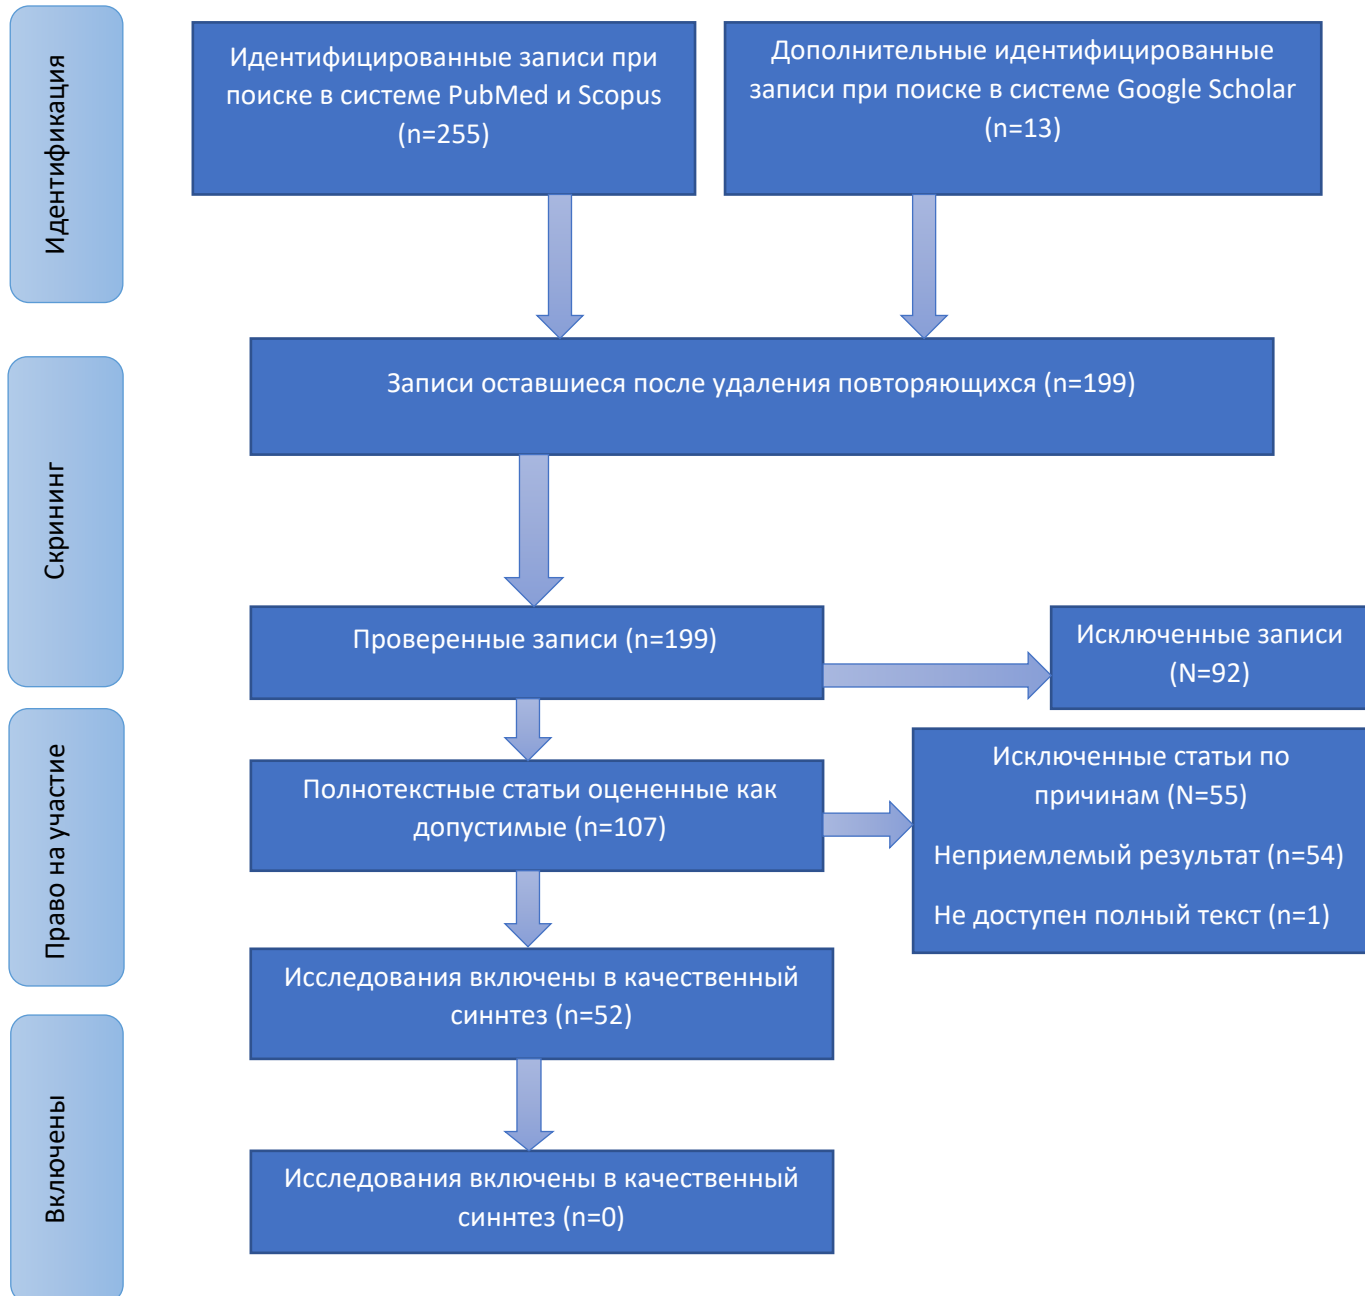 Идентификация
Идентифицированные записи при
поиске в системе PubMed и Scopus
(n=255)
Дополнительные идентифицированные
записи при поиске в системе Google Scholar
(n=13)
Скрининг
Записи оставшиеся после удаления повторяющихся (n=199)
Проверенные записи (n=199)
Исключенные записи
(N=92)
Право на участие
Полнотекстные статьи оцененные как
допустимые (n=107)
Исключенные статьи по
причинам (N=55)
Неприемлемый результат (n=54)
Не доступен полный текст (n=1)
Исследования включены в качественный
синнтез (n=52)
Включены
Исследования включены в качественный
синнтез (n=0)